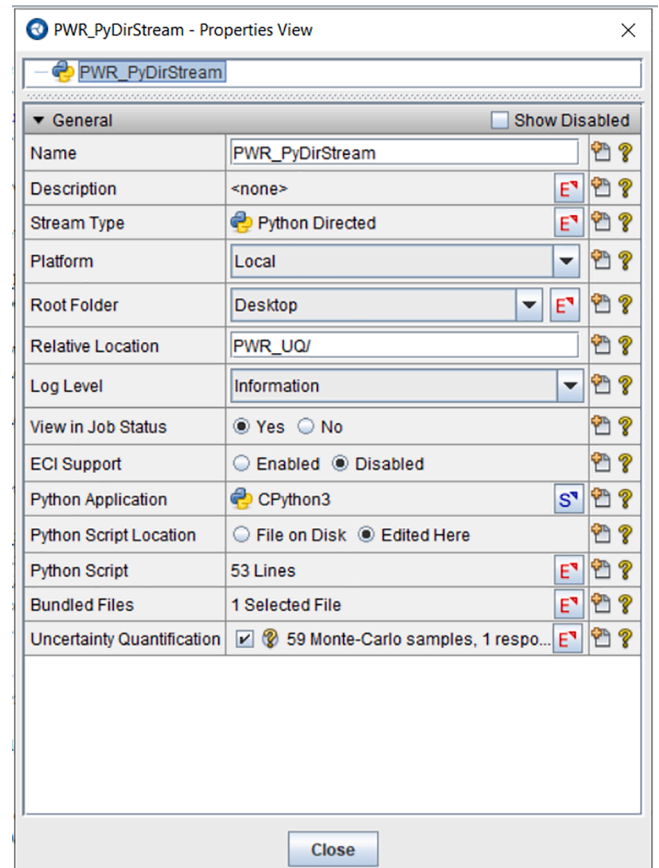 PWR_PyDirStream - Properties View
PWR_PyDirStream
General Show Disabled
Name PWR_PyDirStream
Description <none> E
Stream Type Python Directed E
Platform Local
Root Folder Desktop E
Relative Location PWR_UQ/
Log Level Information
View in Job Status Yes No
ECI Support Enabled Disabled
Python Application CPython3 S
Python Script Location File on Disk Edited Here
Python Script 53 Lines E
Bundled Files 1 Selected File E
Uncertainty Quantification 59 Monte-Carlo samples, 1 respo... E
Close